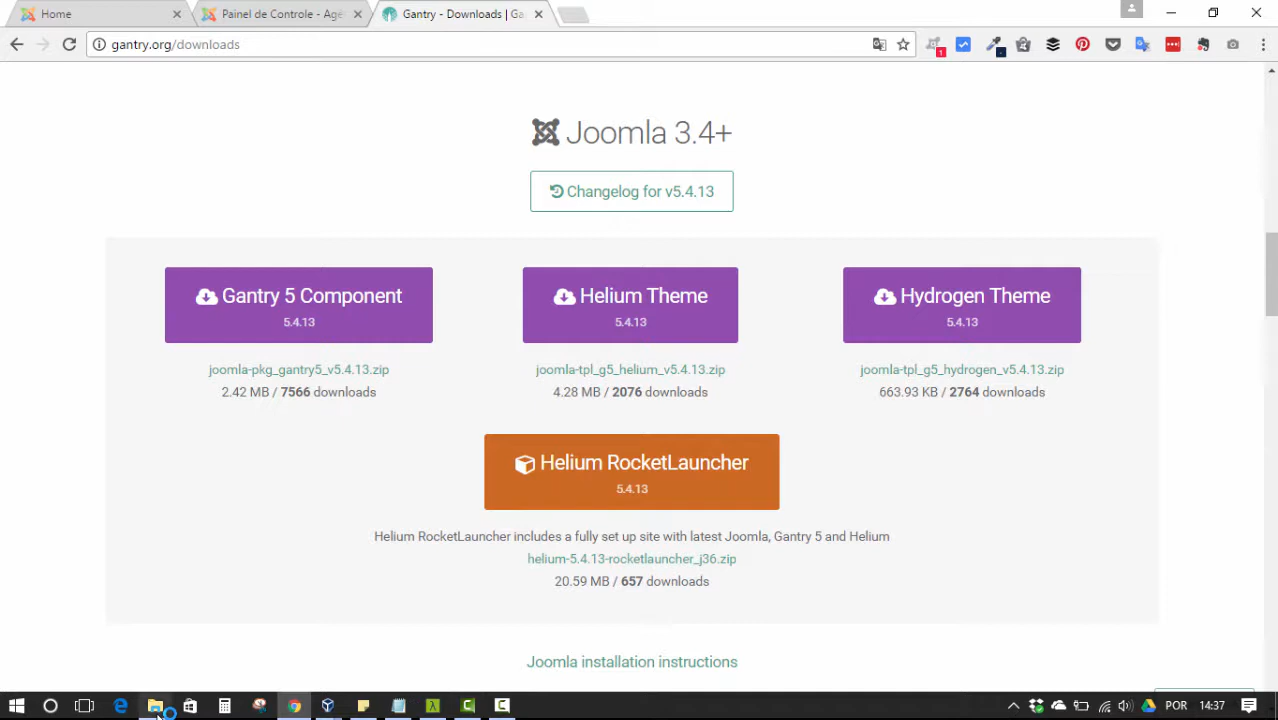 Home
Painel de Controle - Agê
Gantry - Downloads | Ga
gantry.org/downloads
1
Joomla 3.4+
Changelog for v5.4.13
Gantry 5 Component
5.4.13
Helium Theme
5.4.13
Hydrogen Theme
5.4.13
joomla-pkg_gantry5_v5.4.13.zip
2.42 MB / 7566 downloads
joomla-tpl_g5_helium_v5.4.13.zip
4.28 MB / 2076 downloads
joomla-tpl_g5_hydrogen_v5.4.13.zip
663.93 KB / 2764 downloads
Helium RocketLauncher
5.4.13
Helium RocketLauncher includes a fully set up site with latest Joomla, Gantry 5 and Helium
helium-5.4.13-rocketlauncher_j36.zip
20.59 MB / 657 downloads
Joomla installation instructions
POR
14:37